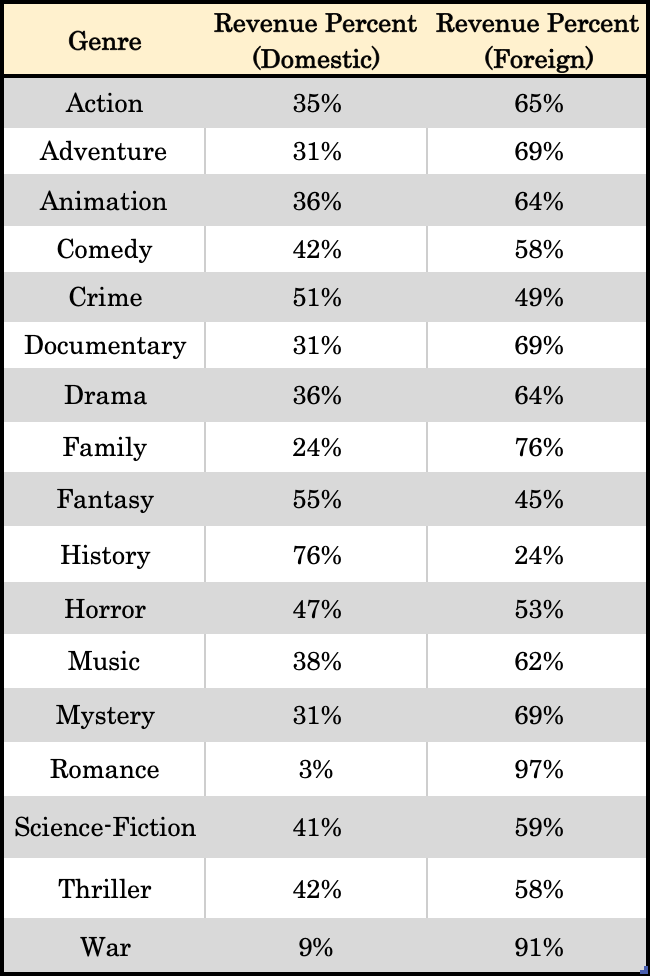 Genre Revenue Percent (Domestic) Revenue Percent (Foreign)
Action 35% 65%
Adventure 31% 69%
Animation 36% 64%
Comedy 42% 58%
Crime 51% 49%
Documentary 31% 69%
Drama 36% 64%
Family 24% 76%
Fantasy 55% 45%
History 76% 24%
Horror 47% 53%
Music 38% 62%
Mystery 31% 69%
Romance 3% 97%
Science-Fiction 41% 59%
Thriller 42% 58%
War 9% 91%